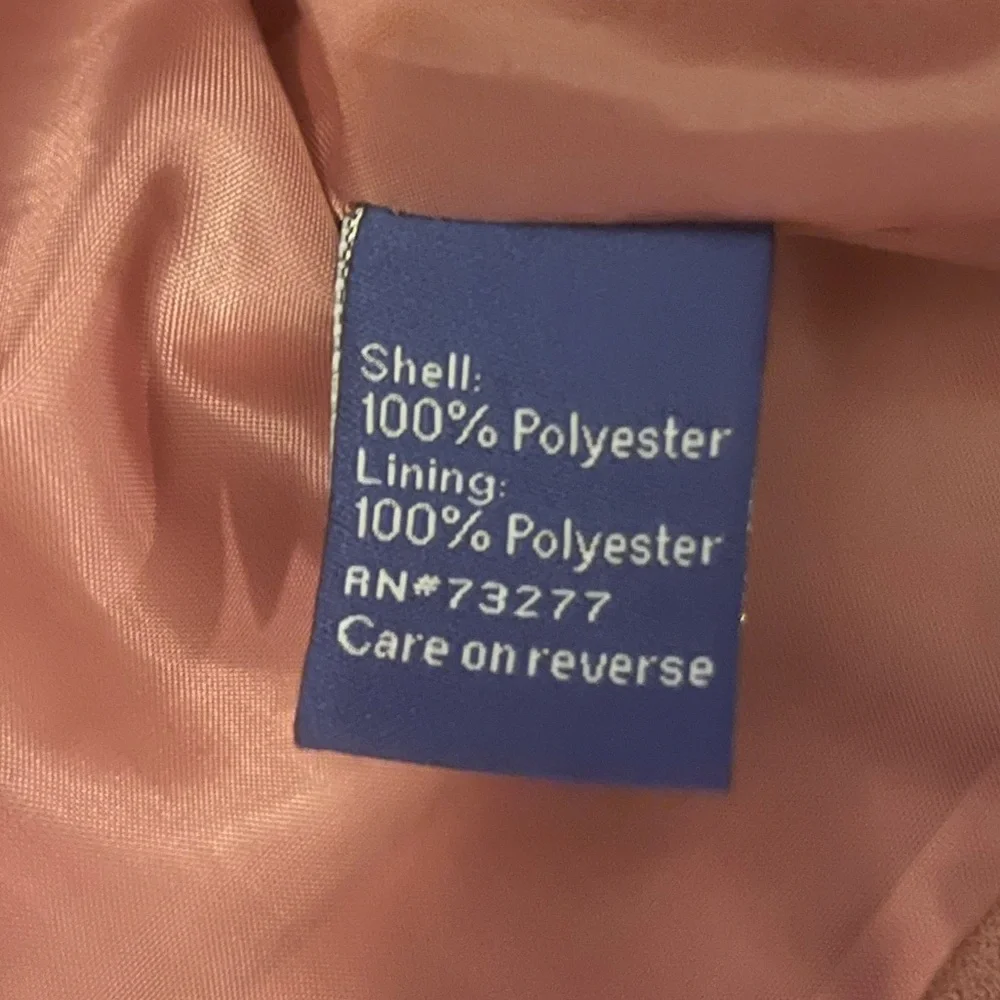 Shell:
100% Polyester
Lining:
100% Polyester
RN#73277
Care on reverse